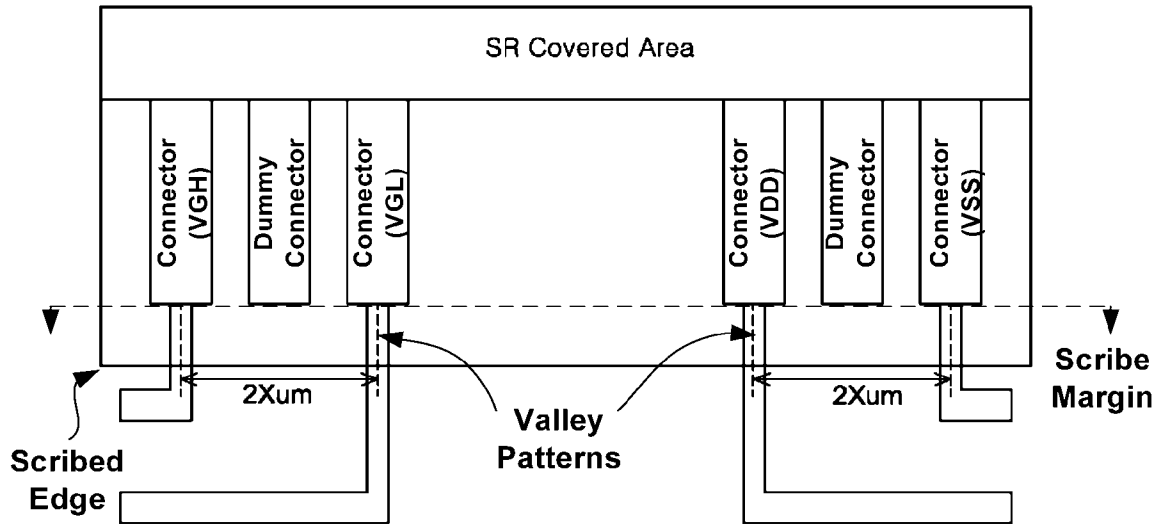 SR Covered Area
Connector
(VGH)
Dummy
Connector
Connector
(VGL)
Connector
(VDD)
Dummy
Connector
Connector
(VSS)
2Xum
2Xum
Scribe
Margin
Valley
Patterns
Scribed
Edge